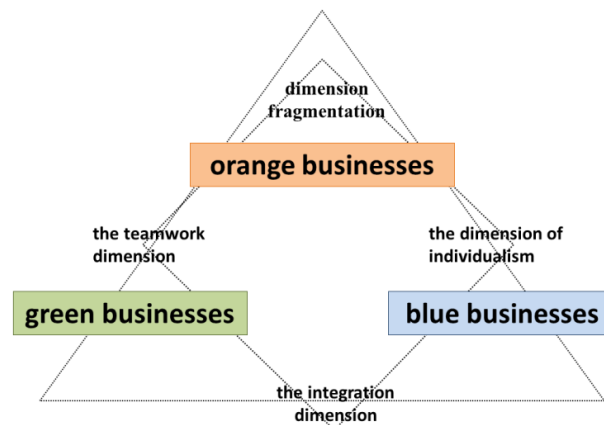 dimension
fragmentation
orange businesses
the teamwork
dimension
the dimension of
individualism
green businesses
blue businesses
the integration
dimension